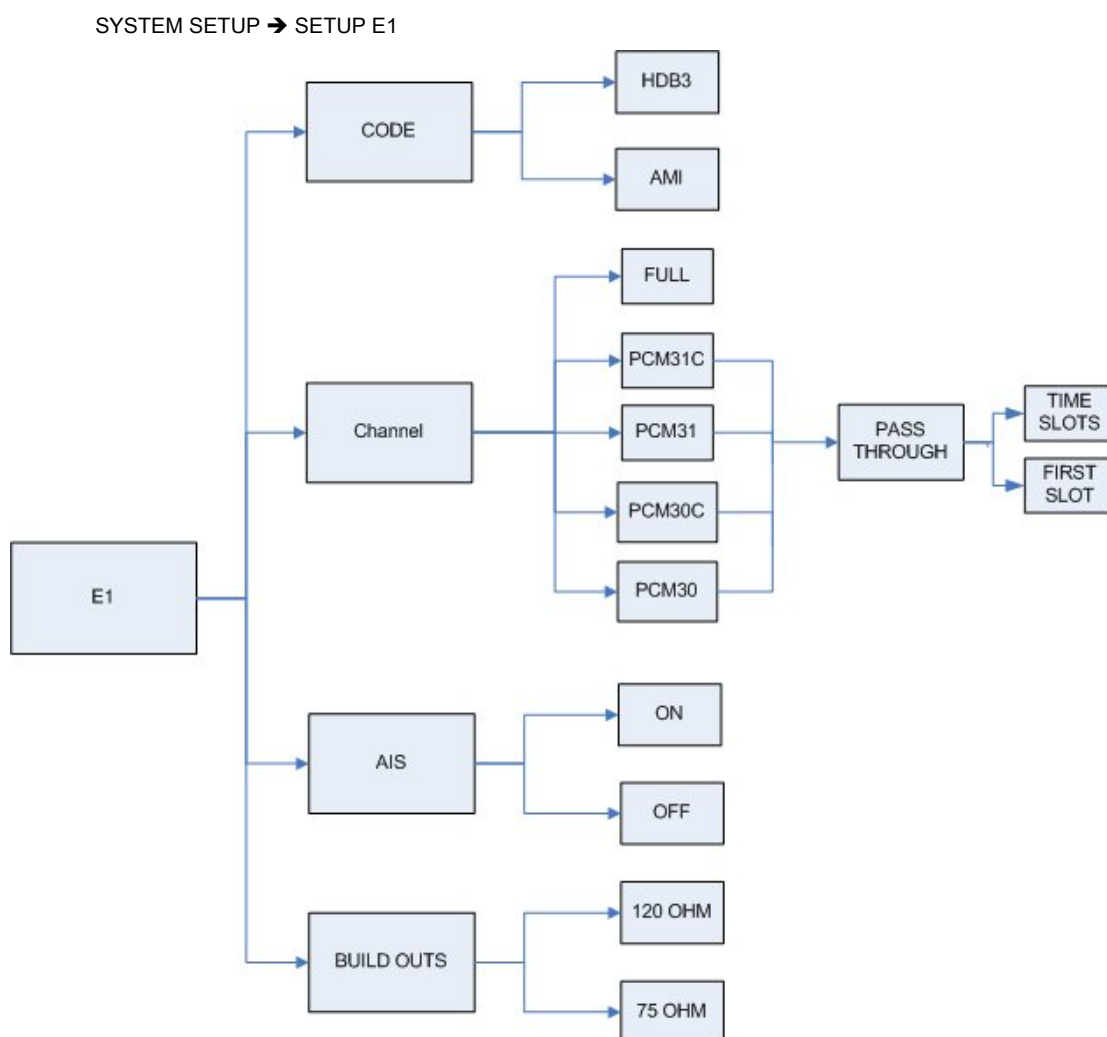 SYSTEM SETUP ➔ SETUP E1
HDB3
CODE
AMI
FULL
PCM31C
Channel
PCM31
PASS
THROUGH
TIME
SLOTS
FIRST
SLOT
PCM30C
PCM30
E1
ON
AIS
OFF
120 OHM
BUILD OUTS
75 OHM